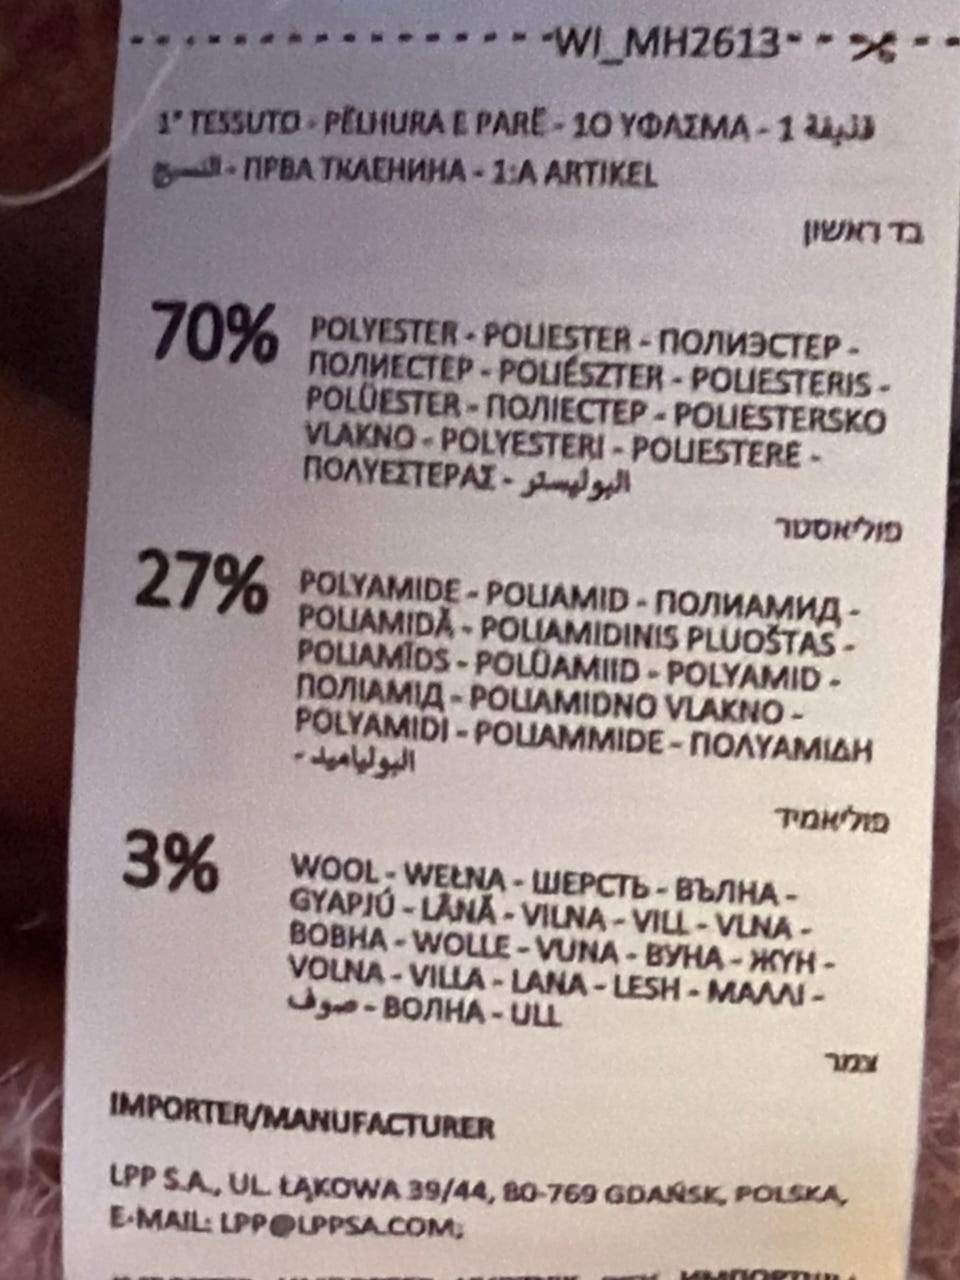 WI_MH2613
1° TESSUTO - PËLHURA E PARË - 1Ο ΥΦΑΣΜΑ - 1
النسيج - ПРВА ТКАЕНИНА - 1:A ARTIKEL
בד ראשון
70% POLYESTER - POLIESTER - ПОЛИЭСТЕР -
ПОЛИЕСТЕР - POLIÉSZTER - POLIESTERIS -
POLÜESTER - ПОЛІЕСТЕР - POLIESTERSKO
VLAKNO - POLYESTERI - POLIESTERE -
ΠΟΛΥΕΣΤΕΡΑΣ - البوليستر
פוליאסטר
27% POLYAMIDE - POLIAMID - ПОЛИАМИД -
POLIAMIDĂ - POLIAMIDINIS PLUOŠTAS -
POLIAMĪDS - POLÜAMIID - POLYAMID -
ПОЛІАМІД - POLIAMIDNO VLAKNO -
POLYAMIDI - POLIAMMIDE - ΠΟΛΥΑΜΙΔΗ
- البولياميد
פוליאמיד
3% WOOL - WEŁNA - ШЕРСТЬ - ВЪЛНА -
GYAPJÚ - LÂNĂ - VILNA - VILL - VLNA -
ВОВНА - WOLLE - VUNA - ВУНА - ЖҮН -
VOLNA - VILLA - LANA - LESH - ΜΑΛΛΙ -
صوف - ВОЛНА - ULL
צמר
IMPORTER/MANUFACTURER
LPP S.A., UL. ŁĄKOWA 39/44, 80-769 GDAŃSK, POLSKA,
E-MAIL: LPP@LPPSA.COM;